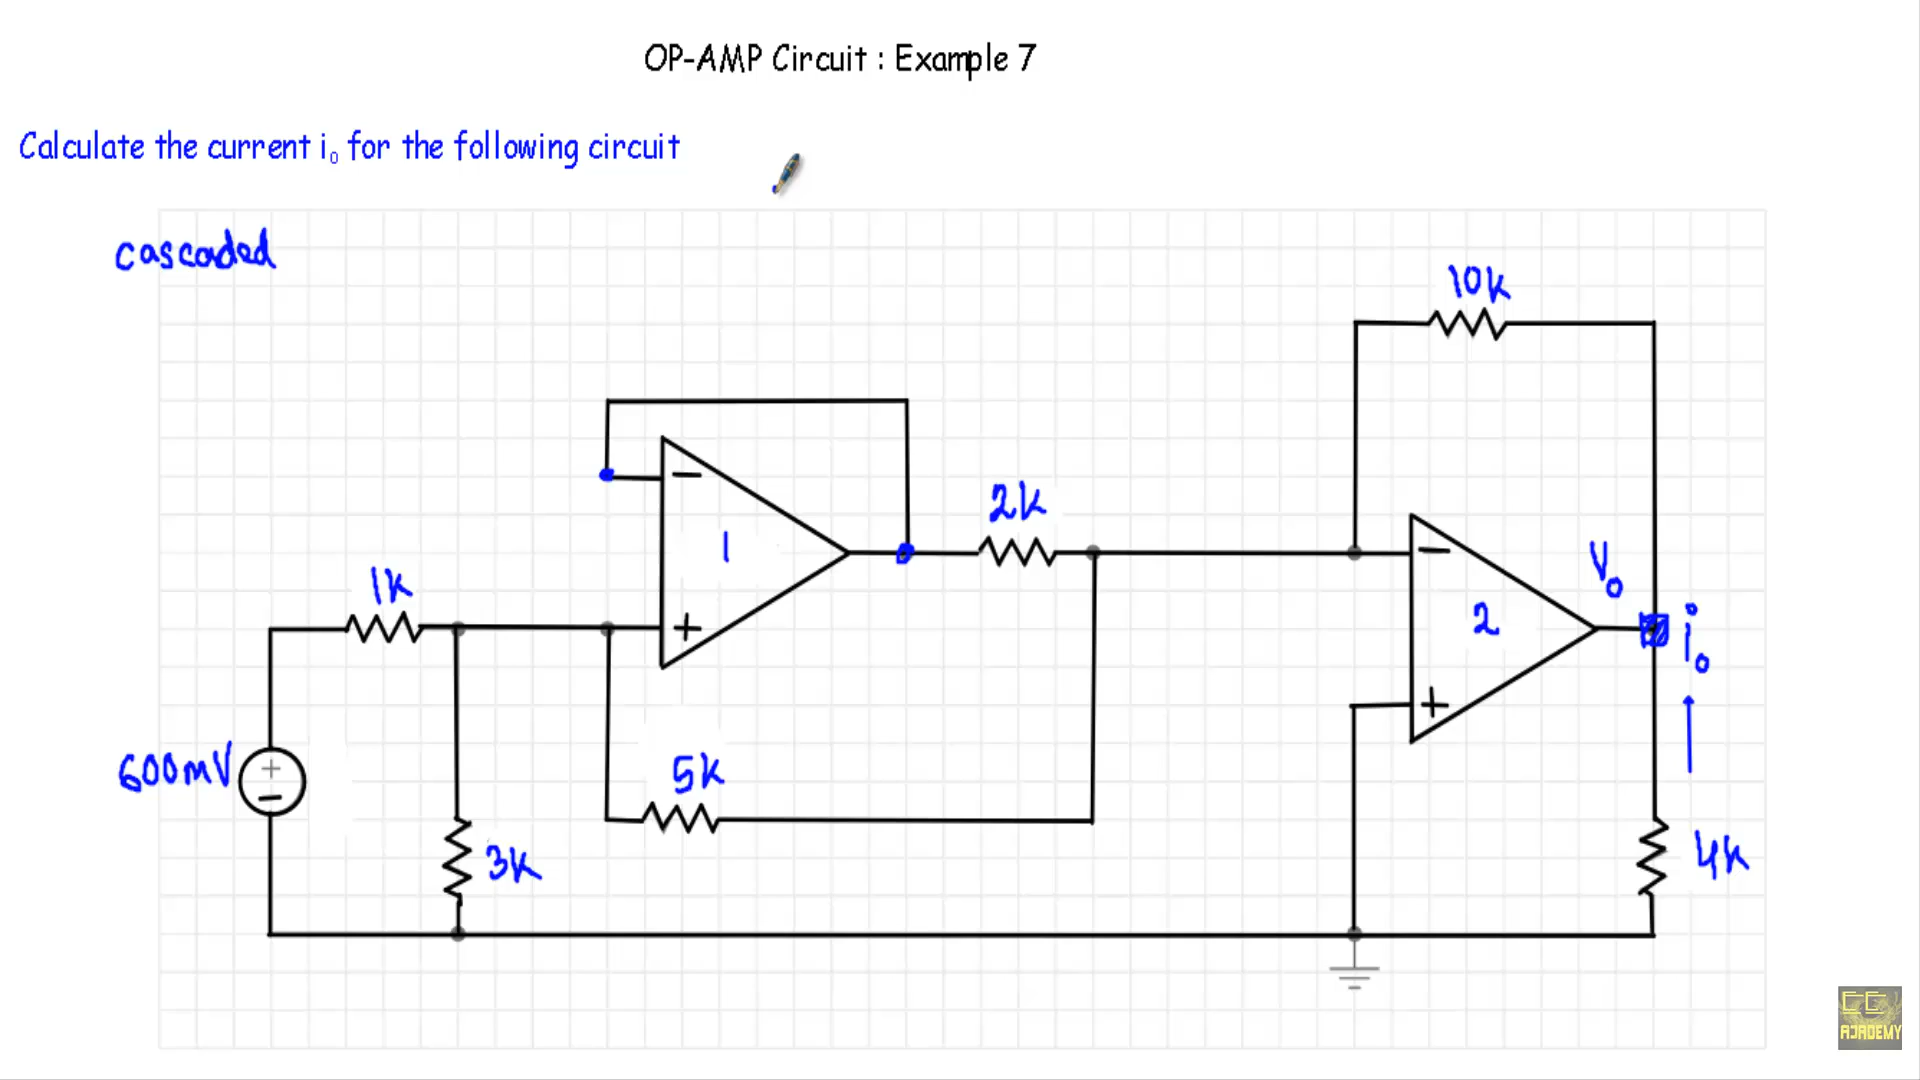 OP-AMP Circuit : Example 7
Calculate the current i₀ for the following circuit
cascaded
10k
2k
1
1k
V₀
2
i₀
600mV
5k
3k
4k
EE
AJADEMY